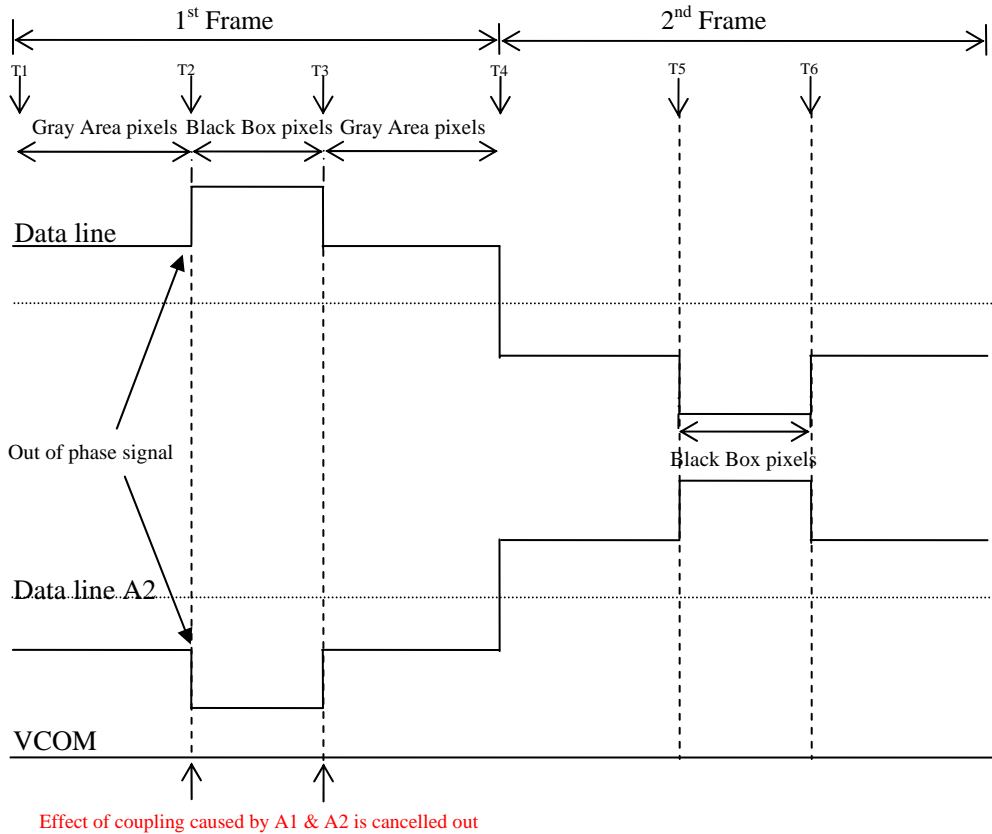 1st Frame
2nd Frame
T1
T2
T3
T4
T5
T6
Gray Area pixels
Black Box pixels
Gray Area pixels
Data line
Out of phase signal
Black Box pixels
Data line A2
VCOM
Effect of coupling caused by A1 & A2 is cancelled out